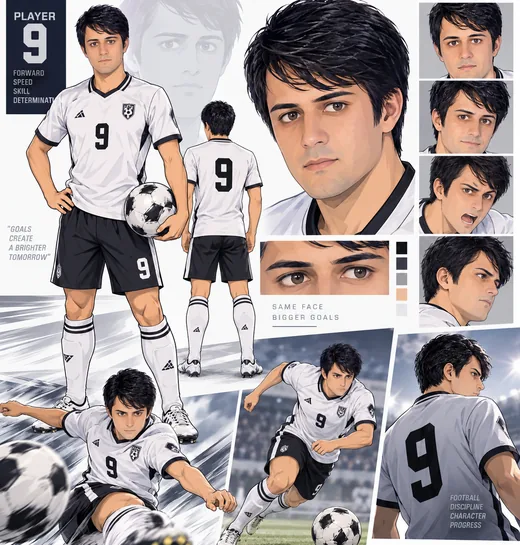 PLAYER
9
FORWARD
SPEED
SKILL
DETERMINATI
9
9
9
"GOALS
CREATE
A BRIGHTER
TOMORROW"
SAME FACE
BIGGER GOALS
9
9
9
9
FOOTBALL
DISCIPLINE
CHARACTER
PROGRESS